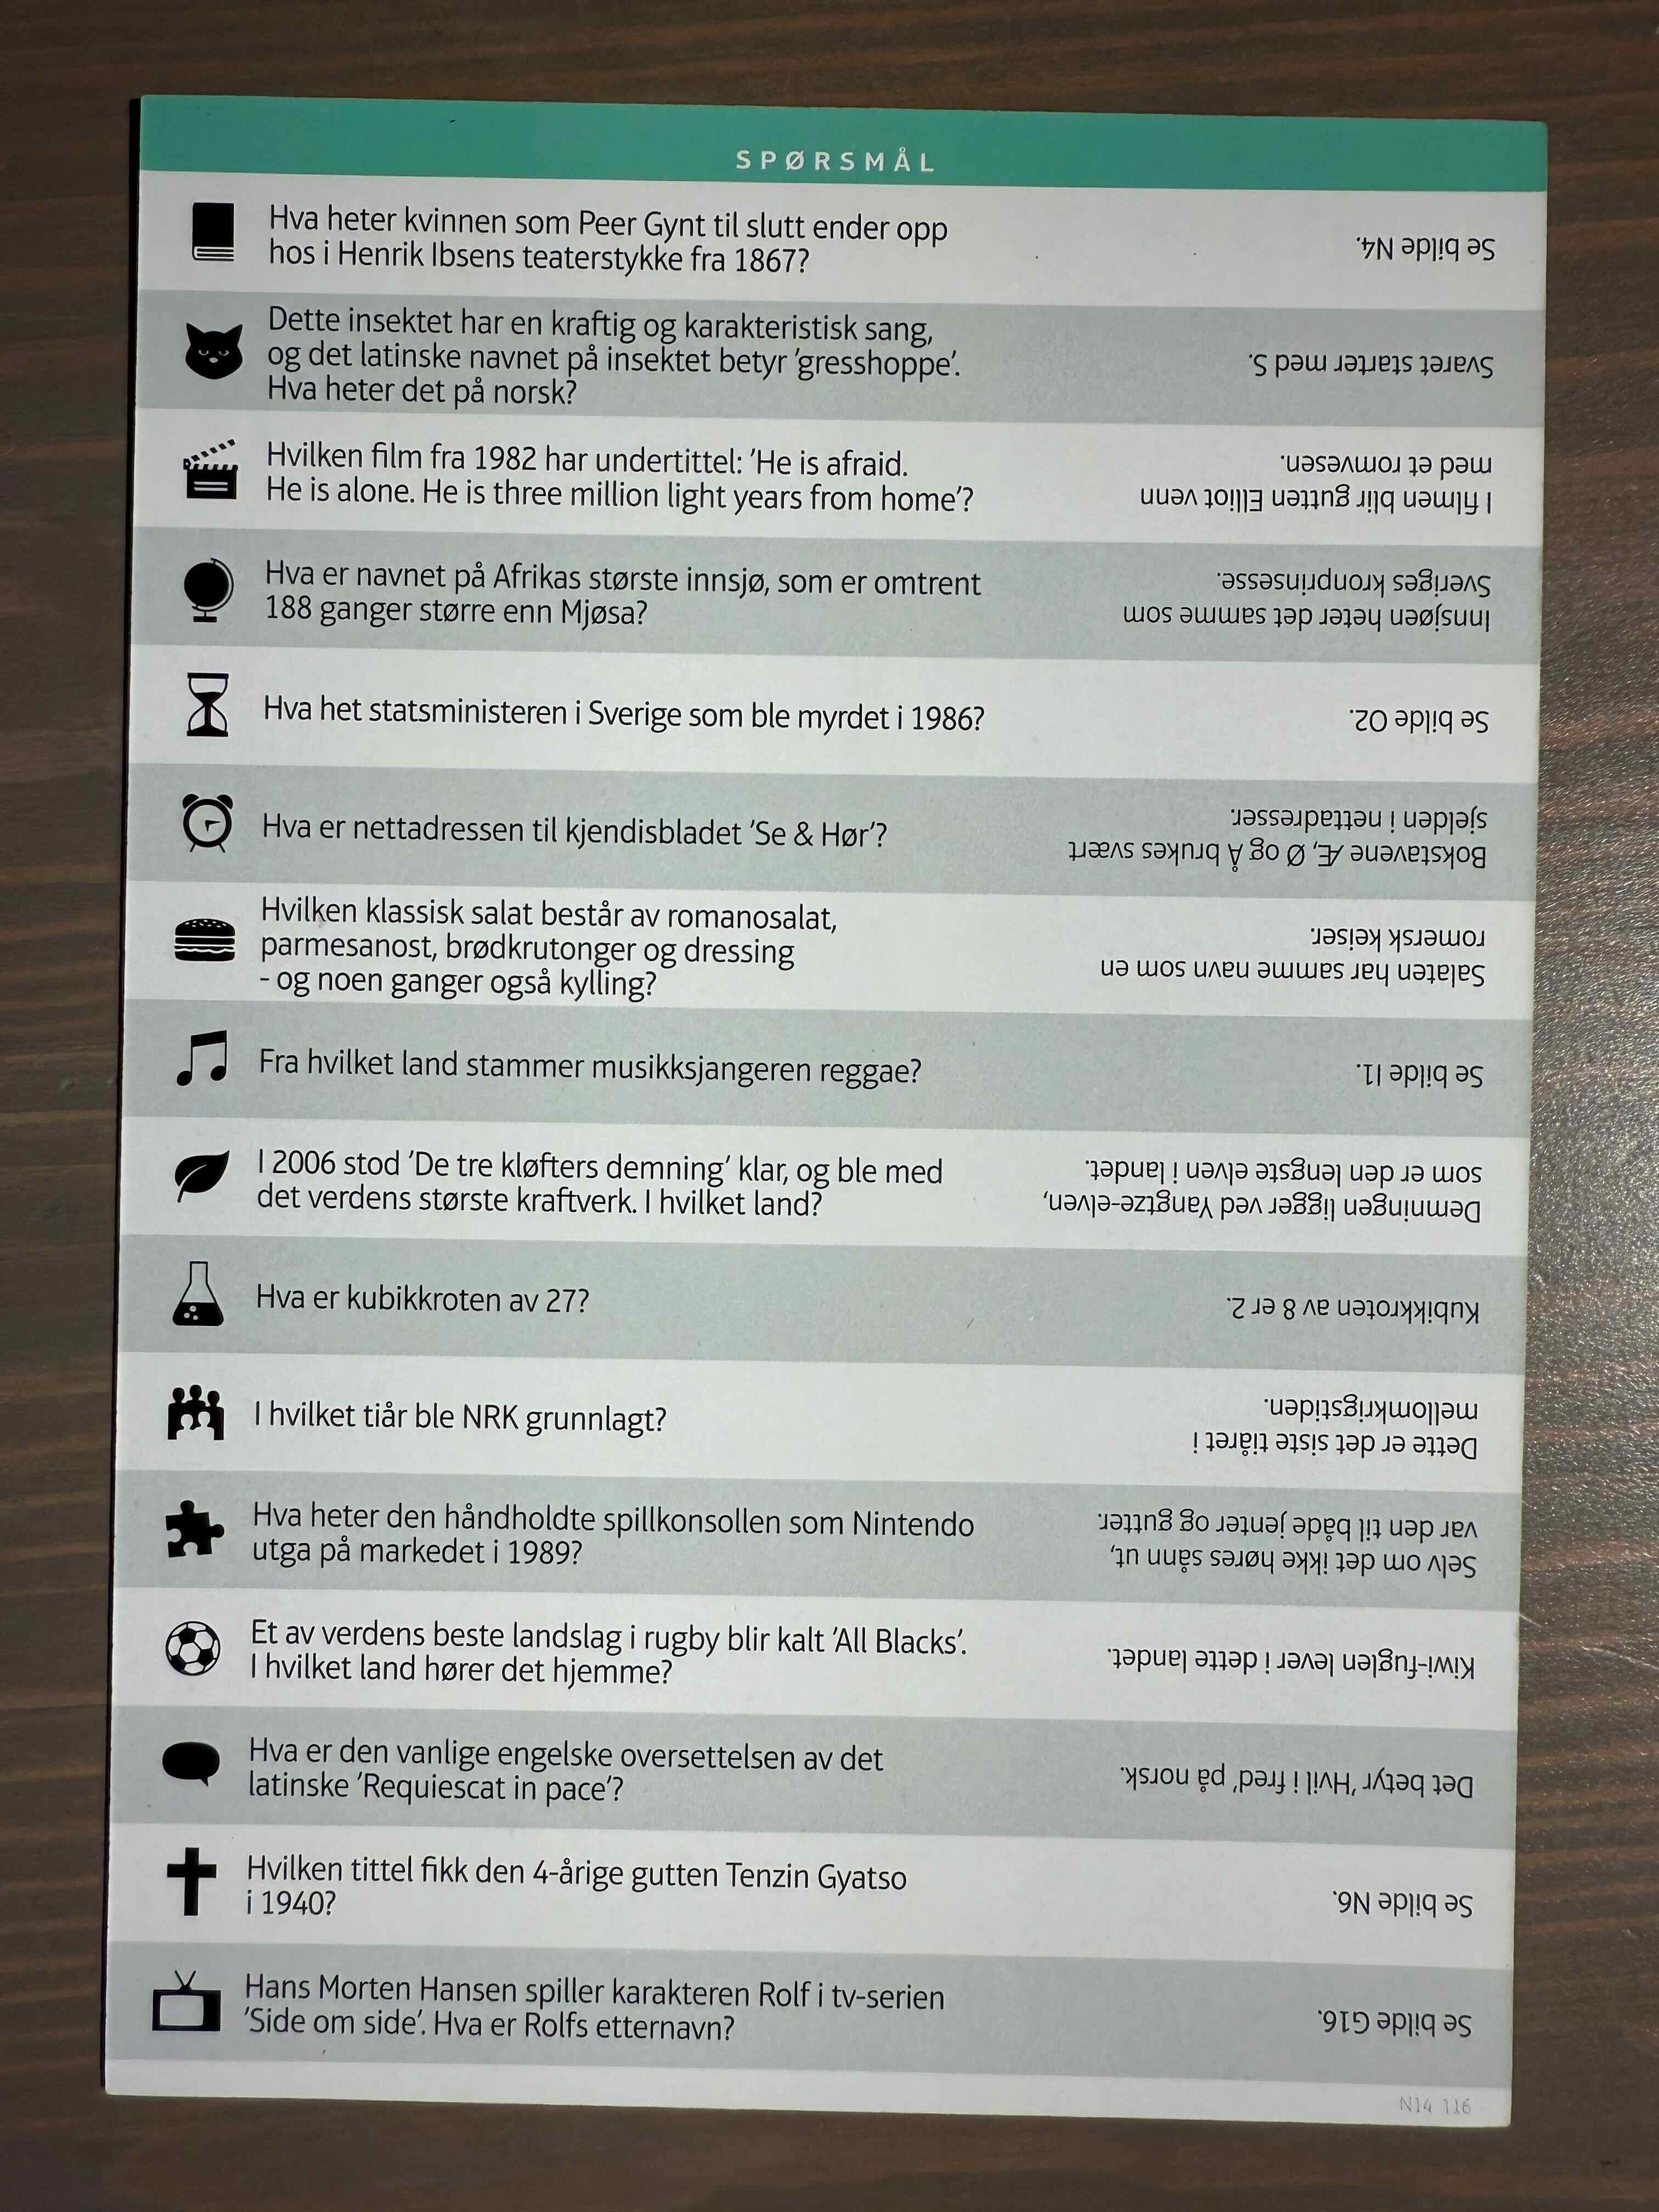 SPØRSMÅL
Hva heter kvinnen som Peer Gynt til slutt ender opp
hos i Henrik Ibsens teaterstykke fra 1867?
Se bilde N4.
Dette insektet har en kraftig og karakteristisk sang,
og det latinske navnet på insektet betyr 'gresshoppe'.
Hva heter det på norsk?
Svaret starter med S.
Hvilken film fra 1982 har undertittel: 'He is afraid.
He is alone. He is three million light years from home'?
I filmen blir gutten Elliot venn
med et romvesen.
Hva er navnet på Afrikas største innsjø, som er omtrent
188 ganger større enn Mjøsa?
Innsjøen heter det samme som
Sveriges kronprinsesse.
Hva het statsministeren i Sverige som ble myrdet i 1986?
Se bilde O2.
Hva er nettadressen til kjendisbladet 'Se & Hør'?
Bokstavene Æ, Ø og Å brukes svært
sjelden i nettadresser.
Hvilken klassisk salat består av romanosalat,
parmesanost, brødkrutonger og dressing
- og noen ganger også kylling?
Salaten har samme navn som en
romersk keiser.
Fra hvilket land stammer musikksjangeren reggae?
Se bilde I1.
I 2006 stod 'De tre kløfters demning' klar, og ble med
det verdens største kraftverk. I hvilket land?
Demningen ligger ved Yangtze-elven,
som er den lengste elven i landet.
Hva er kubikkroten av 27?
Kubikkroten av 8 er 2.
I hvilket tiår ble NRK grunnlagt?
Dette er det siste tiåret i
mellomkrigstiden.
Hva heter den håndholdte spillkonsollen som Nintendo
utga på markedet i 1989?
Selv om det ikke høres sånn ut,
var den til både jenter og gutter.
Et av verdens beste landslag i rugby blir kalt 'All Blacks'.
I hvilket land hører det hjemme?
Kiwi-fuglen lever i dette landet.
Hva er den vanlige engelske oversettelsen av det
latinske 'Requiescat in pace'?
Det betyr 'Hvil i fred' på norsk.
Hvilken tittel fikk den 4-årige gutten Tenzin Gyatso
i 1940?
Se bilde N6.
Hans Morten Hansen spiller karakteren Rolf i tv-serien
'Side om side'. Hva er Rolfs etternavn?
Se bilde G16.
N14 116